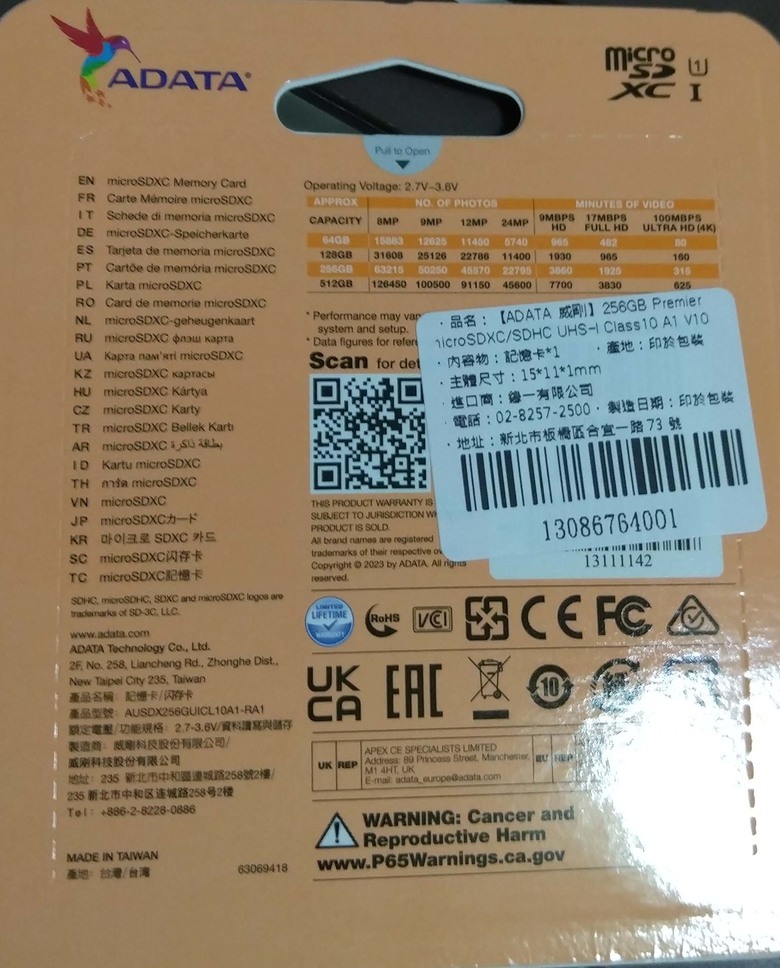 ADATA®
micro SD XC I 1
Pull to Open
EN microSDXC Memory Card
FR Carte Mémoire microSDXC
IT Schede di memoria microSDXC
DE microSDXC-Speicherkarte
ES Tarjeta de memoria microSDXC
PT Cartõe de memória microSDXC
PL Karta microSDXC
RO Card de memorie microSDXC
NL microSDXC-geheugenkaart
RU microSDXC флэш карта
UA Карта пам'яті microSDXC
KZ microSDXC картасы
HU microSDXC Kártya
CZ microSDXC Karty
TR microSDXC Bellek Kartı
AR microSDXC بطاقة ذاكرة
ID Kartu microSDXC
TH การ์ด microSDXC
VN microSDXC
JP microSDXCカード
KR 마이크로 SDXC 카드
SC microSDXC闪存卡
TC microSDXC記憶卡
SDHC, microSDHC, SDXC and microSDXC logos are
trademarks of SD-3C, LLC.
www.adata.com
ADATA Technology Co., Ltd.
2F, No. 258, Liancheng Rd., Zhonghe Dist.,
New Taipei City 235, Taiwan
產品名稱：記憶卡/闪存卡
產品型號：AUSDX256GUICL10A1-RA1
額定電壓/功能規格：2.7-3.6V/資料讀寫與儲存
製造商：威剛科技股份有限公司/
威刚科技股份有限公司
地址：235 新北市中和區連城路258號2樓/
235 新北市中和区连城路258号2楼
Tel：+886-2-8228-0886
MADE IN TAIWAN
產地：台灣/台湾
63069418
Operating Voltage: 2.7V~3.6V
APPROX NO. OF PHOTOS MINUTES OF VIDEO
CAPACITY 8MP 9MP 12MP 24MP 9MBPS HD 17MBPS FULL HD 100MBPS ULTRA HD (4K)
64GB 15883 12625 11450 5740 965 482 80
128GB 31608 25126 22786 11400 1930 965 160
256GB 63215 50250 45570 22795 3860 1925 315
512GB 126450 100500 91150 45600 7700 3830 625
* Performance may
system and setup.
* Data figures for
Scan for
THIS PRODUCT WARRANTY IS
SUBJECT TO JURISDICTION
PRODUCT IS SOLD.
All brand names are registered
trademarks of their respective
Copyright © 2023 by ADATA. All rights
reserved.
·品名：【ADATA 威剛】256GB Premier
microSDXC/SDHC UHS-I Class10 A1 V10
·內容物：記憶卡*1 ·產地：印於包裝
·主體尺寸：15*11*1mm
·進口商：緣一有限公司
·電話：02-8257-2500·製造日期：印於包裝
·地址：新北市板橋區合宜一路73號
13086764001
13111142
LIMITED LIFETIME WARRANTY
RoHS
VCCI
CE FC
UK CA EAC
10
UK REP
APEX CE SPECIALISTS LIMITED
Address: 89 Princess Street, Manchester,
M1 4HT, UK
E-mail: adata_europe@adata.com
EU REP
WARNING: Cancer and
Reproductive Harm
www.P65Warnings.ca.gov